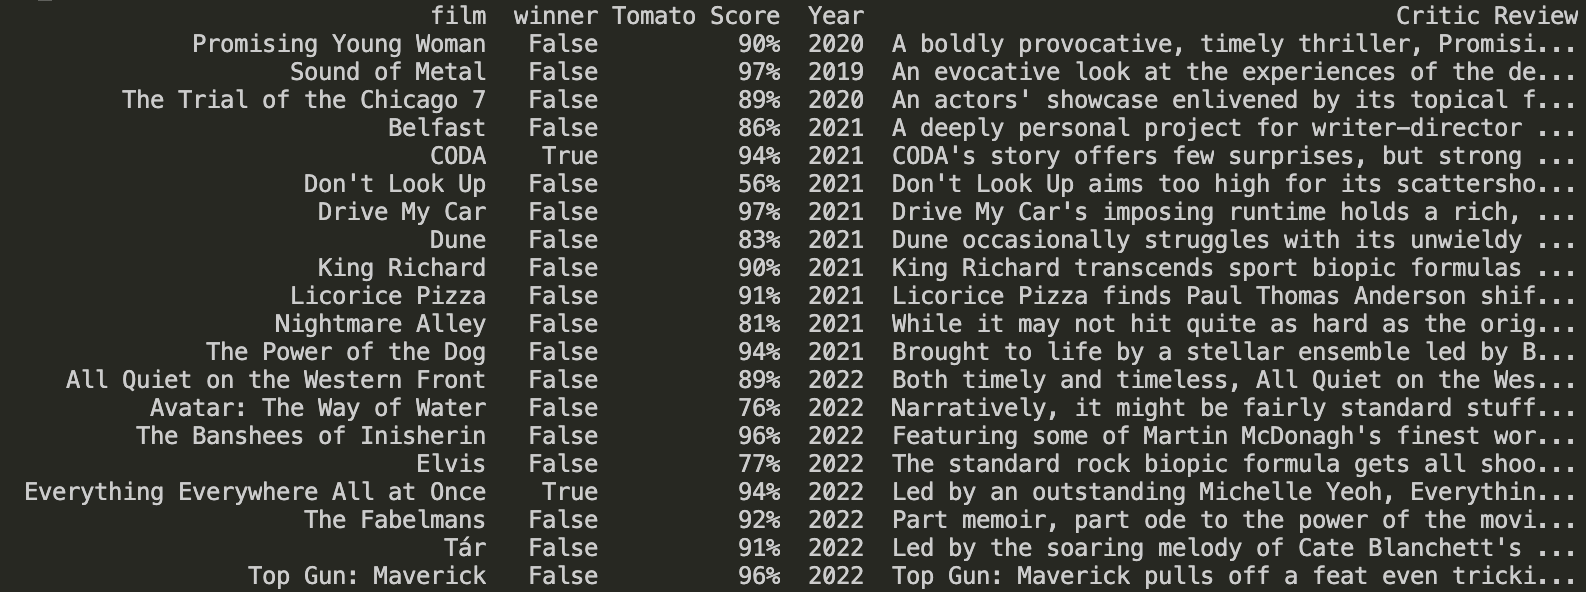 film winner Tomato Score Year Critic Review
Promising Young Woman False 90% 2020 A boldly provocative, timely thriller, Promisi...
Sound of Metal False 97% 2019 An evocative look at the experiences of the de...
The Trial of the Chicago 7 False 89% 2020 An actors' showcase enlivened by its topical f...
Belfast False 86% 2021 A deeply personal project for writer-director ...
CODA True 94% 2021 CODA's story offers few surprises, but strong ...
Don't Look Up False 56% 2021 Don't Look Up aims too high for its scattersho...
Drive My Car False 97% 2021 Drive My Car's imposing runtime holds a rich, ...
Dune False 83% 2021 Dune occasionally struggles with its unwieldy ...
King Richard False 90% 2021 King Richard transcends sport biopic formulas ...
Licorice Pizza False 91% 2021 Licorice Pizza finds Paul Thomas Anderson shif...
Nightmare Alley False 81% 2021 While it may not hit quite as hard as the orig...
The Power of the Dog False 94% 2021 Brought to life by a stellar ensemble led by B...
All Quiet on the Western Front False 89% 2022 Both timely and timeless, All Quiet on the Wes...
Avatar: The Way of Water False 76% 2022 Narratively, it might be fairly standard stuff...
The Banshees of Inisherin False 96% 2022 Featuring some of Martin McDonagh's finest wor...
Elvis False 77% 2022 The standard rock biopic formula gets all shoo...
Everything Everywhere All at Once True 94% 2022 Led by an outstanding Michelle Yeoh, Everythin...
The Fabelmans False 92% 2022 Part memoir, part ode to the power of the movi...
Tár False 91% 2022 Led by the soaring melody of Cate Blanchett's ...
Top Gun: Maverick False 96% 2022 Top Gun: Maverick pulls off a feat even tricki...